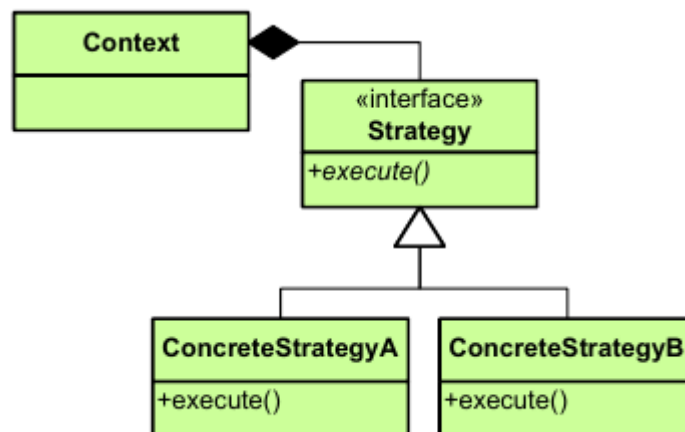 Context
«interface»
Strategy
+execute()
ConcreteStrategyA
+execute()
ConcreteStrategyB
+execute()